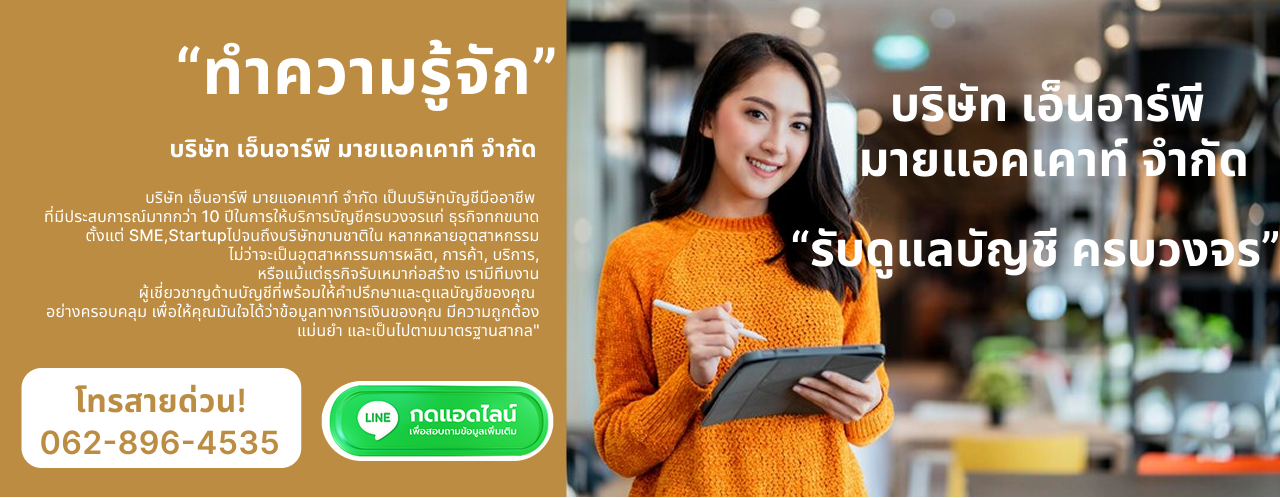 “ทำความรู้จัก”
บริษัท เอ็นอาร์พี มายแอคเคาทื จำกัด
บริษัท เอ็นอาร์พี มายแอคเคาท์ จำกัด เป็นบริษัทบัญชีมืออาชีพ
ที่มีประสบการณ์มากกว่า 10 ปีในการให้บริการบัญชีครบวงจรแก่ ธุรกิจทุกขนาด
ตั้งแต่ SME,Startupไปจนถึงบริษัทข้ามชาติใน หลากหลายอุตสาหกรรม
ไม่ว่าจะเป็นอุตสาหกรรมการผลิต, การค้า, บริการ,
หรือแม้แต่ธุรกิจรับเหมาก่อสร้าง เรามีทีมงาน
ผู้เชี่ยวชาญด้านบัญชีที่พร้อมให้คำปรึกษาและดูแลบัญชีของคุณ
อย่างครอบคลุม เพื่อให้คุณมั่นใจได้ว่าข้อมูลทางการเงินของคุณ มีความถูกต้อง
แม่นยำ และเป็นไปตามมาตรฐานสากล"
โทรสายด่วน!
062-896-4535
LINE
กดแอดไลน์
เพื่อสอบถามข้อมูลเพิ่มเติม
บริษัท เอ็นอาร์พี
มายแอคเคาท์ จำกัด
“รับดูแลบัญชี ครบวงจร”